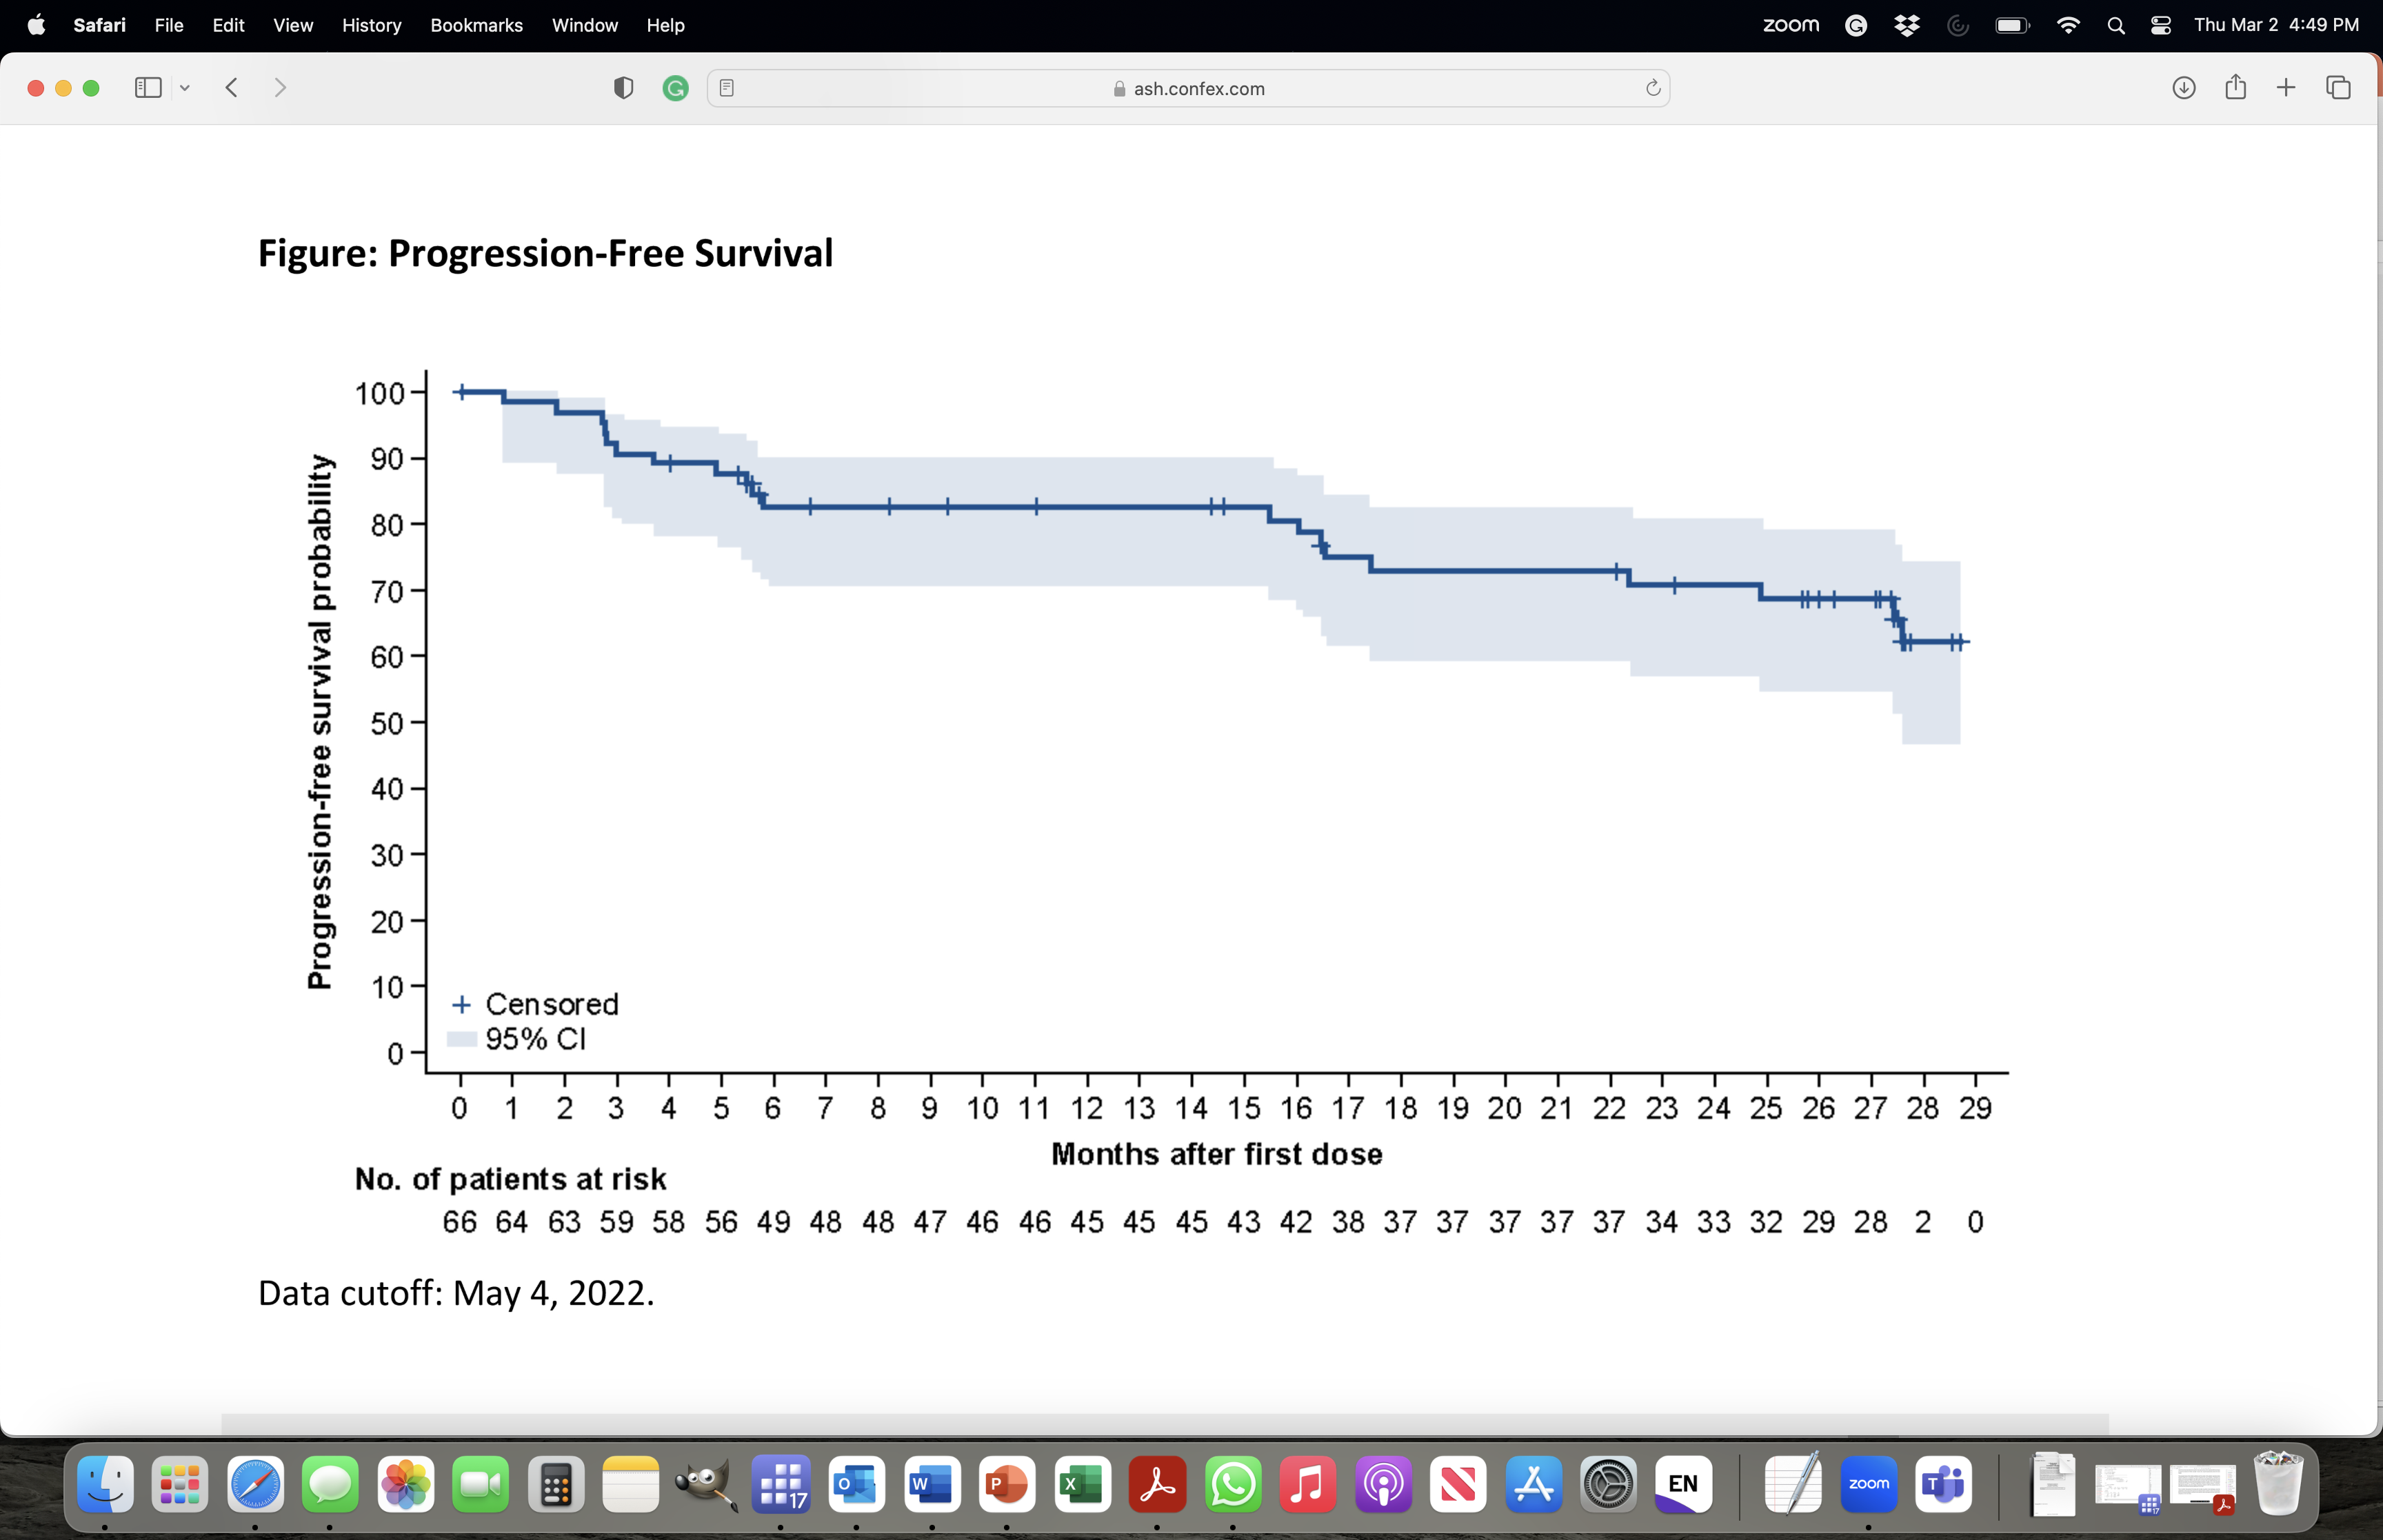 Safari File Edit View History Bookmarks Window Help zoom Thu Mar 2 4:49 PM
ash.confex.com
Figure: Progression-Free Survival
Progression-free survival probability
100
90
80
70
60
50
40
30
20
10
0
+ Censored
95% CI
0 1 2 3 4 5 6 7 8 9 10 11 12 13 14 15 16 17 18 19 20 21 22 23 24 25 26 27 28 29
Months after first dose
No. of patients at risk
66 64 63 59 58 56 49 48 48 47 46 46 45 45 45 43 42 38 37 37 37 37 37 34 33 32 29 28 2 0
Data cutoff: May 4, 2022.
17 O W P X EN zoom T